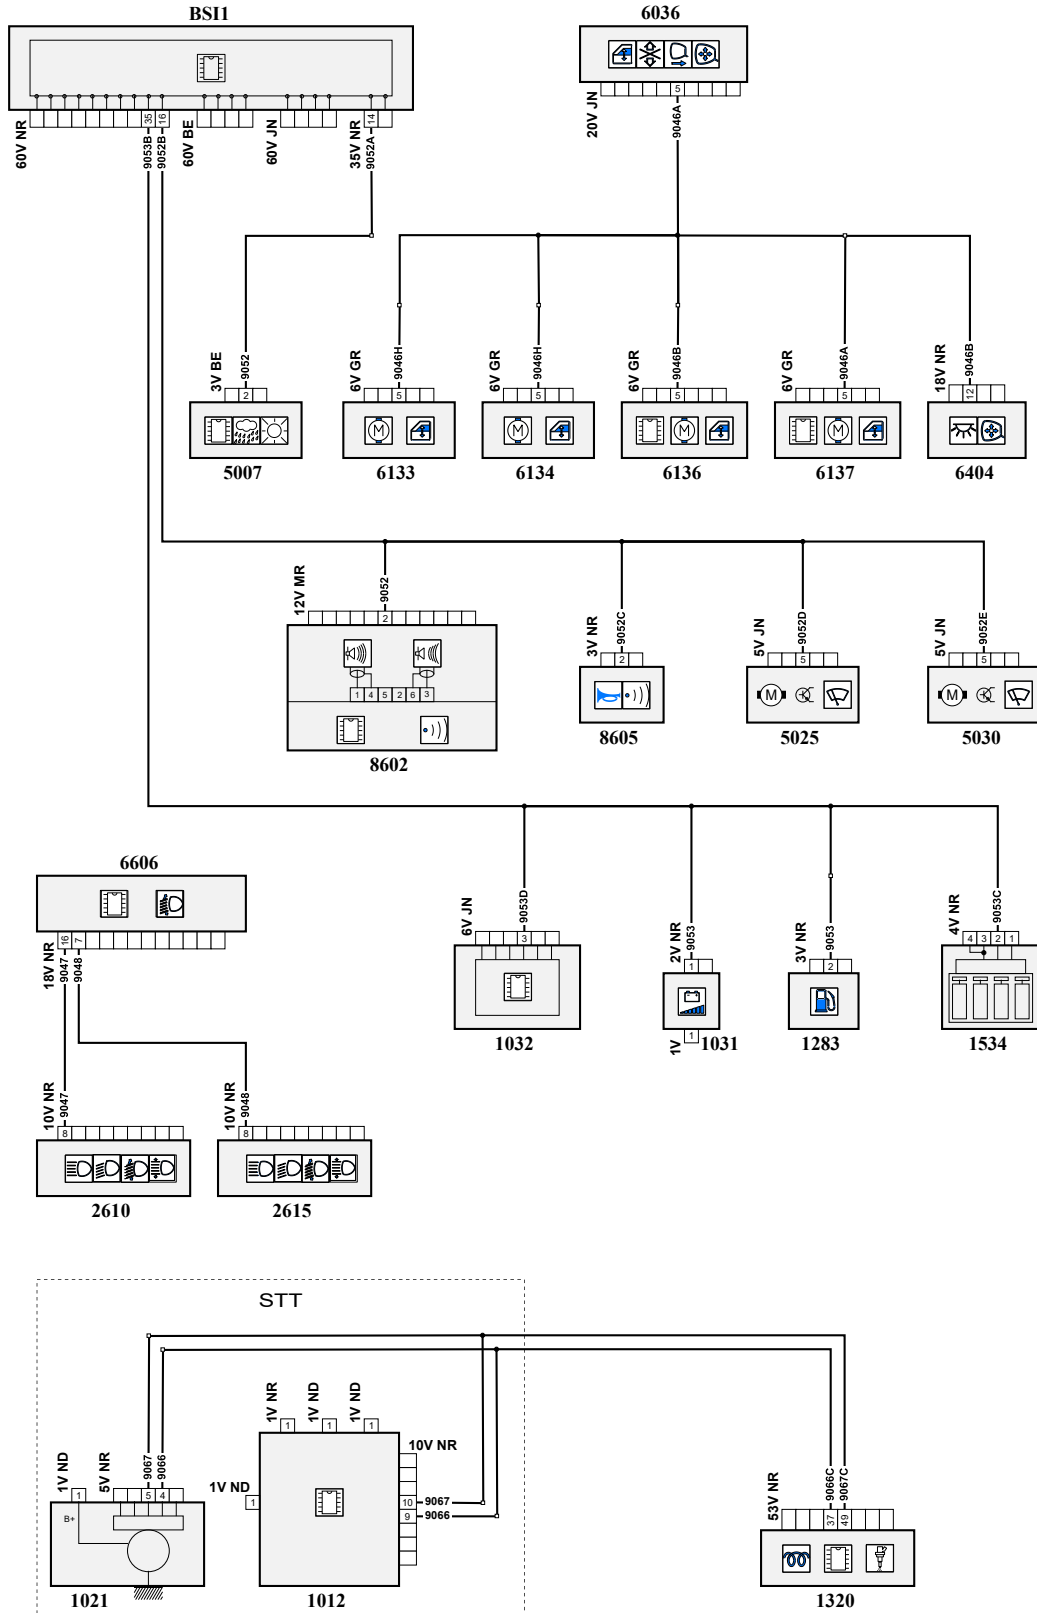 BSI1
6036
60V NR
35
16
60V BE
60V JN
35V NR
14
20V JN
5
9053B
9052B
9052A
9046A
3V BE
9052
2
6V GR
9046H
5
6V GR
9046H
5
6V GR
9046B
5
6V GR
9046A
5
18V NR
9046B
12
M
M
M
M
5007
6133
6134
6136
6137
6404
12V MR
9052
2
3V NR
9052C
2
5V JN
9052D
5
5V JN
9052E
5
1 4 5 2 6 3
M
M
8602
8605
5025
5030
6606
18V NR
16
7
9047
9048
6V JN
9053D
3
2V NR
9053
1
3V NR
9053
2
4V NR
9053C
4 3 2 1
1032
1V
1
1031
1283
1534
10V NR
9047
8
10V NR
9048
8
2610
2615
STT
1V ND
1
5V NR
9067
9066
5
4
B+
1021
1V NR
1
1V ND
1
1V ND
1
10V NR
1V ND
1
10
9067
9
9066
1012
53V NR
9066C
9067C
37
49
1320